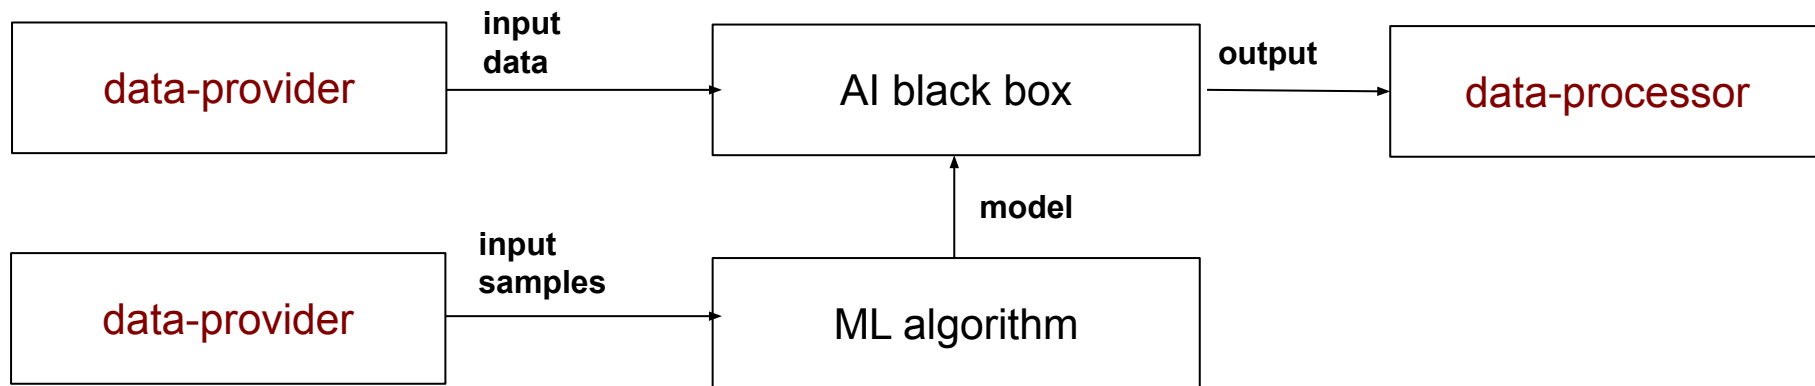 input
data
data-provider
AI black box
output
data-processor
model
input
samples
data-provider
ML algorithm